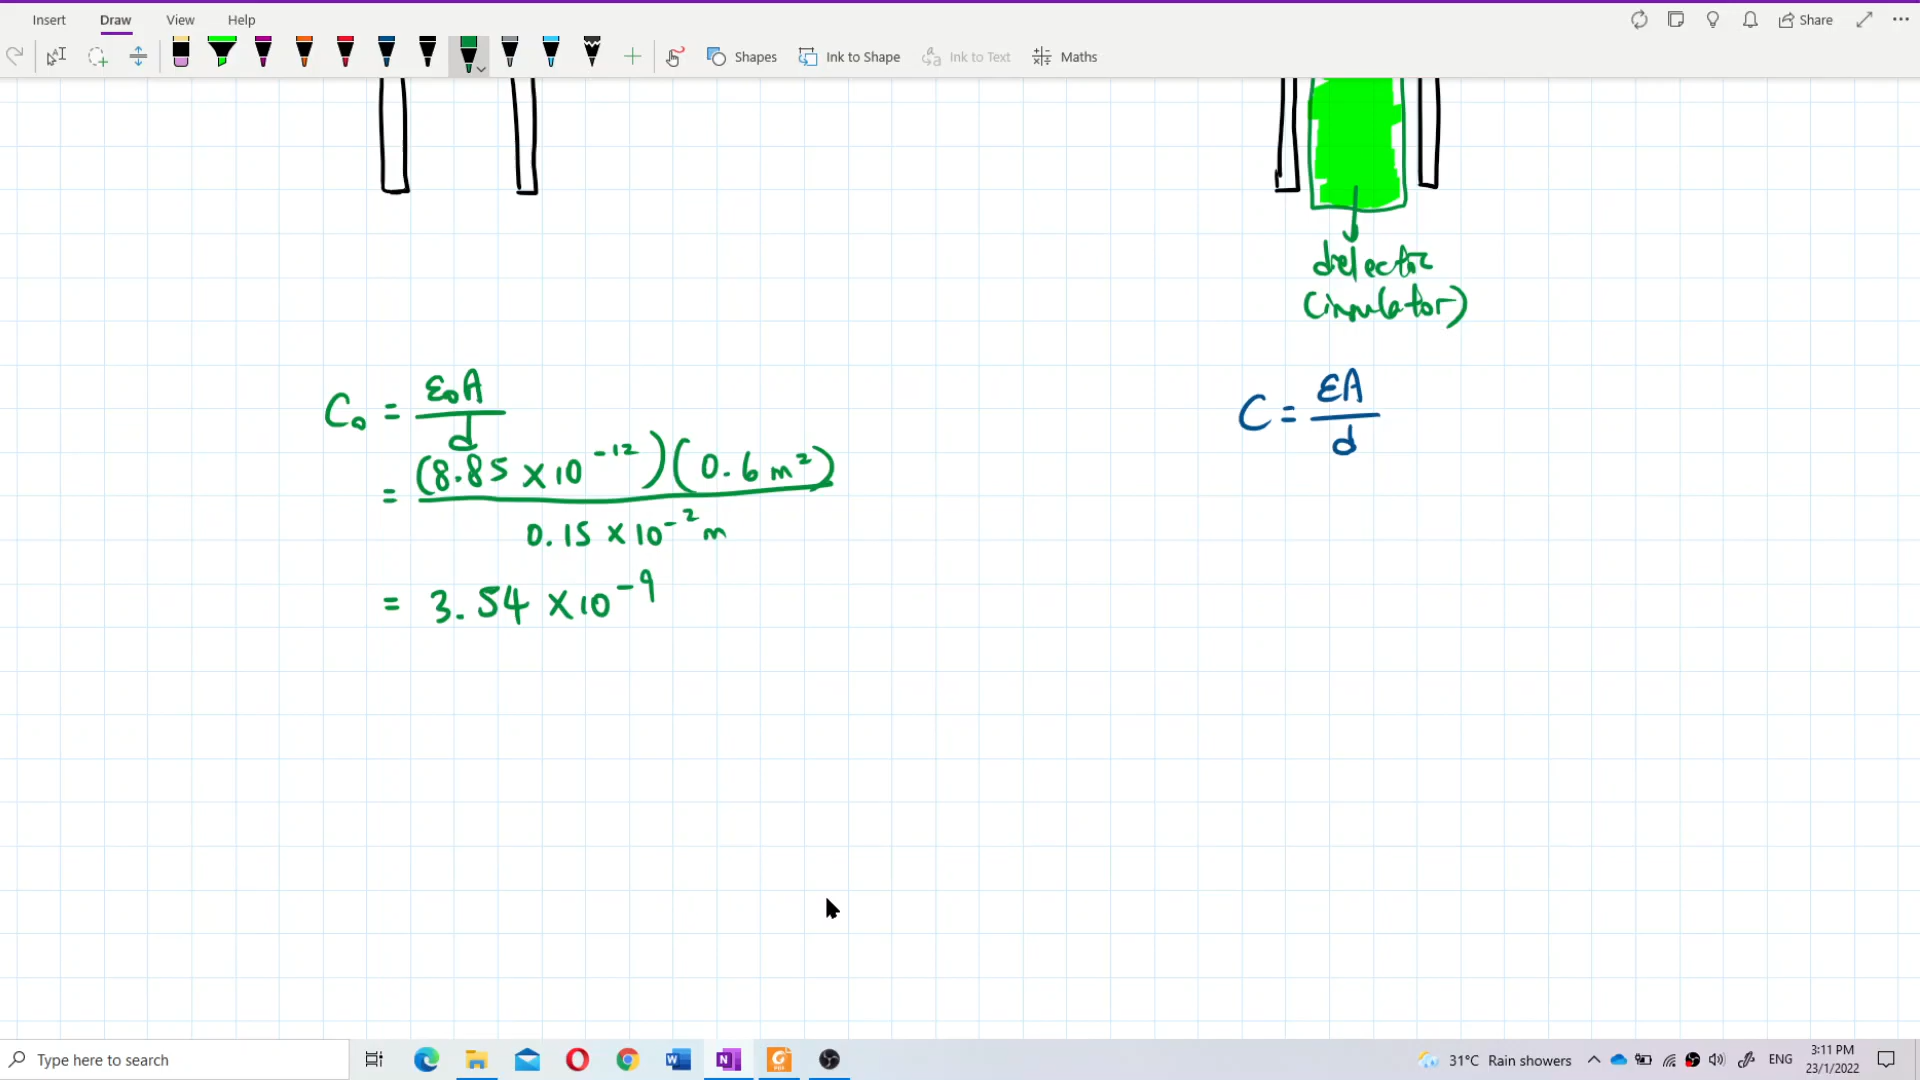 Insert Draw View Help
Share
Shapes Ink to Shape Ink to Text Maths
dielectric
(insulator)
C₀ = ε₀A / d
= (8.85 × 10⁻¹²)(0.6 m²) / 0.15 × 10⁻² m
= 3.54 × 10⁻⁹
C = εA / d
Type here to search
31°C Rain showers
ENG
3:11 PM
23/1/2022